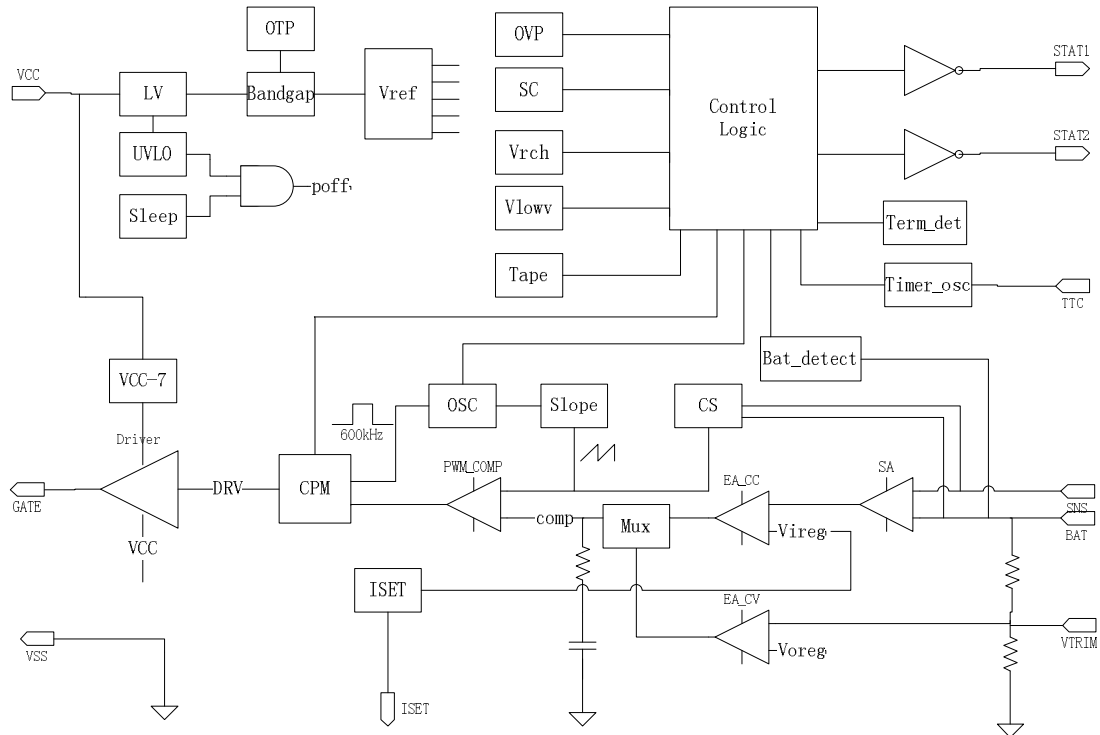 OTP
OVP
STAT1
VCC
LV
Bandgap
Vref
SC
Control
Logic
UVLO
Vrch
STAT2
poff
Sleep
Vlowv
Term_det
Tape
Timer_osc
TTC
VCC-7
Bat_detect
OSC
Slope
CS
600kHz
Driver
PWM_COMP
EA_CC
SA
GATE
DRV
CPM
SNS
comp
Mux
Vireg
BAT
VCC
ISET
EA_CV
VTRIM
Voreg
VSS
ISET